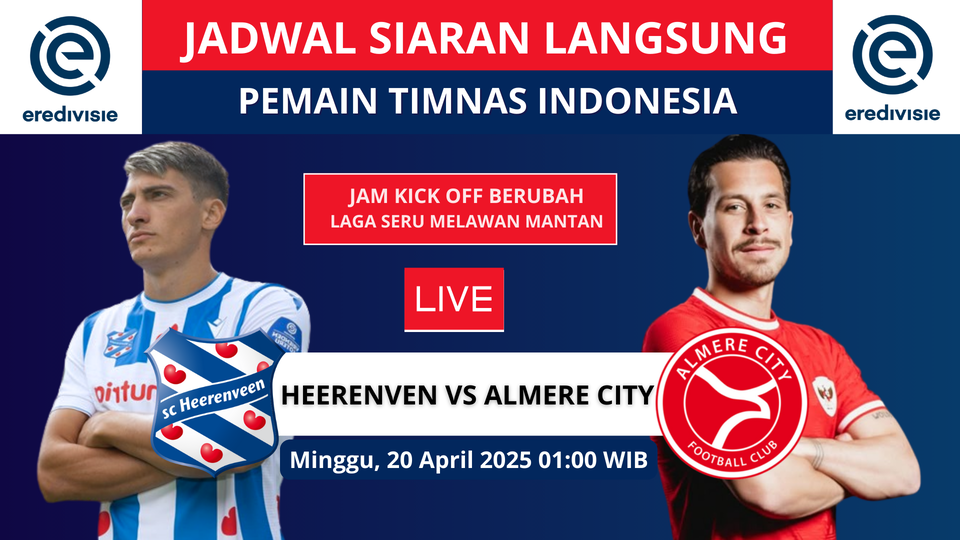 JADWAL SIARAN LANGSUNG
PEMAIN TIMNAS INDONESIA
eredivisie
eredivisie
JAM KICK OFF BERUBAH
LAGA SERU MELAWAN MANTAN
LIVE
sc Heerenveen
HEERENVEN VS ALMERE CITY
ALMERE CITY
FOOTBALL CLUB
Minggu, 20 April 2025 01:00 WIB